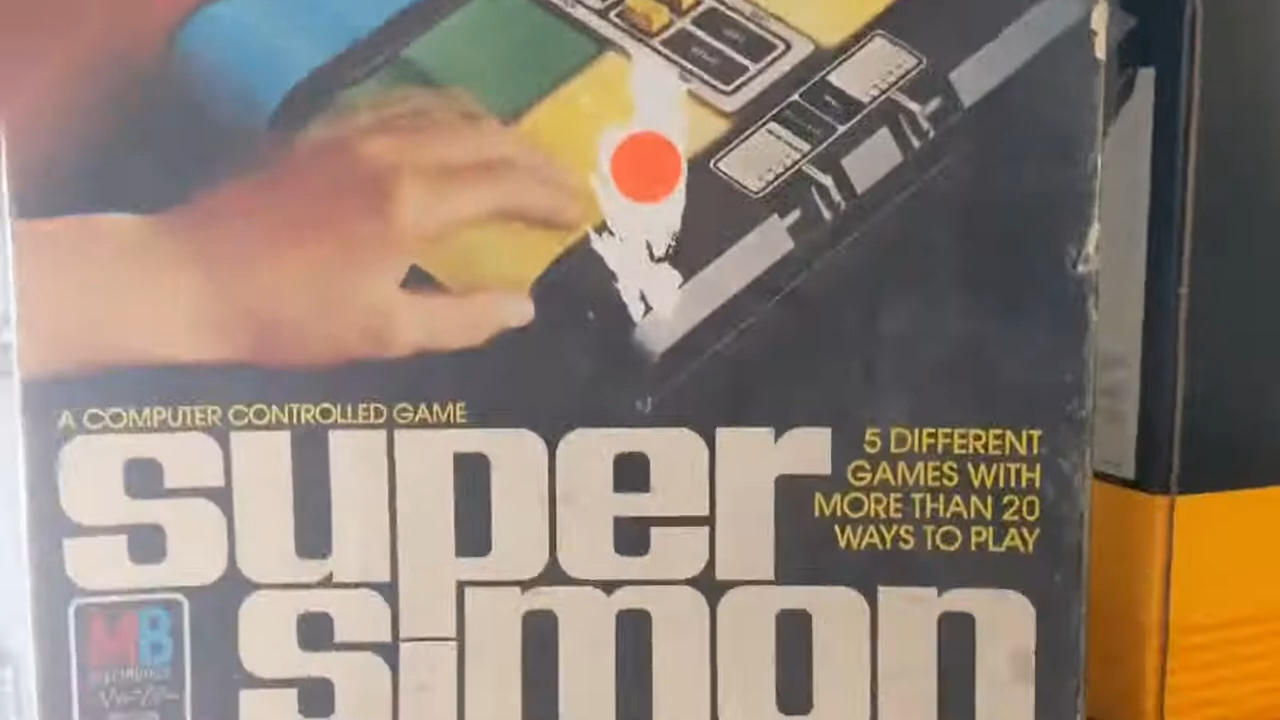 A COMPUTER CONTROLLED GAME
super
simon
5 DIFFERENT
GAMES WITH
MORE THAN 20
WAYS TO PLAY
MB